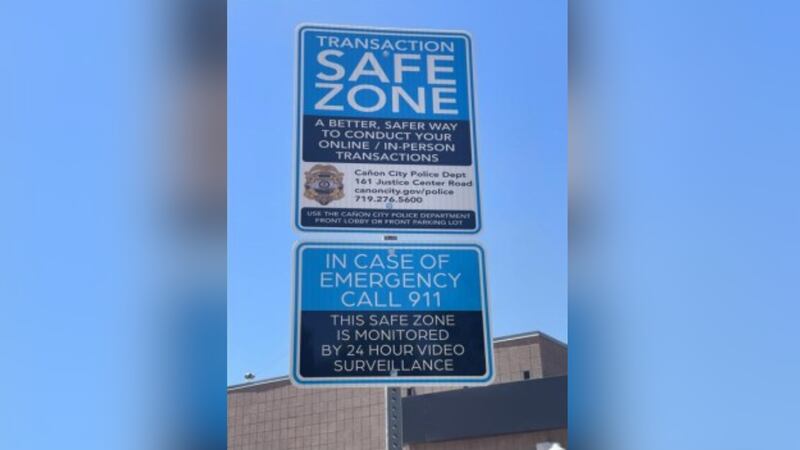 TRANSACTION
SAFE
ZONE
A BETTER, SAFER WAY
TO CONDUCT YOUR
ONLINE / IN-PERSON
TRANSACTIONS
Cañon City Police Dept
161 Justice Center Road
canoncity.gov/police
719.276.5600
USE THE CAÑON CITY POLICE DEPARTMENT
FRONT LOBBY OR FRONT PARKING LOT
IN CASE OF
EMERGENCY
CALL 911
THIS SAFE ZONE
IS MONITORED
BY 24 HOUR VIDEO
SURVEILLANCE